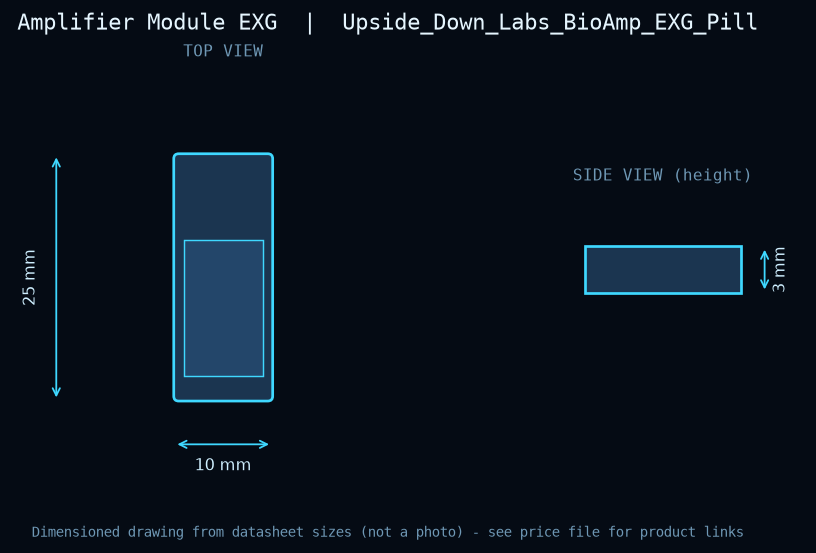 Amplifier Module EXG | Upside_Down_Labs_BioAmp_EXG_Pill
TOP VIEW
SIDE VIEW (height)
25 mm
3 mm
10 mm
Dimensioned drawing from datasheet sizes (not a photo) - see price file for product links